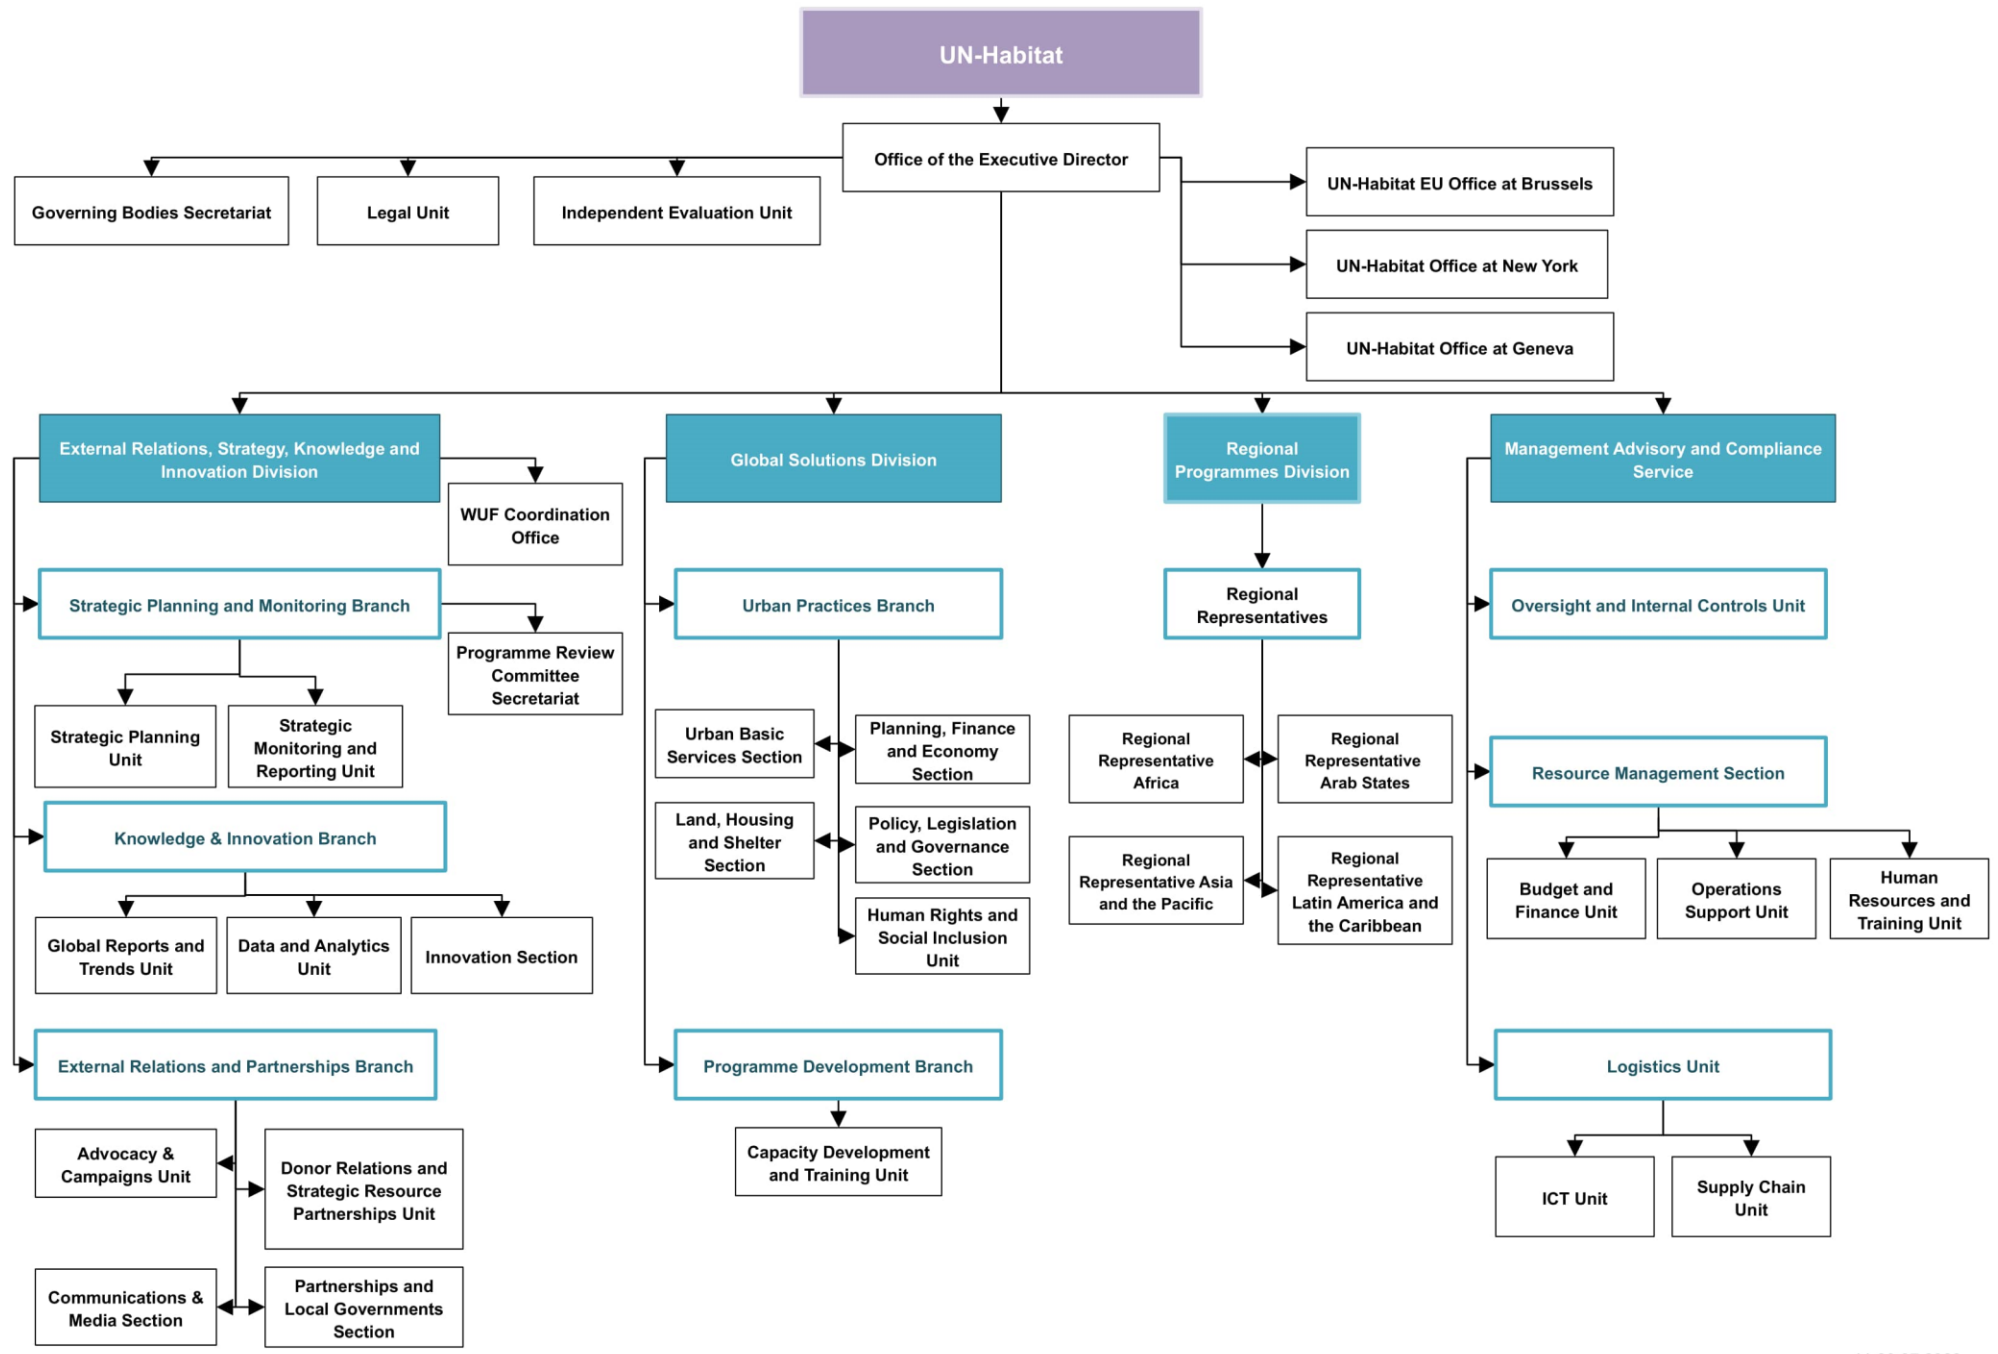 UN-Habitat
Office of the Executive Director
Governing Bodies Secretariat
Legal Unit
Independent Evaluation Unit
UN-Habitat EU Office at Brussels
UN-Habitat Office at New York
UN-Habitat Office at Geneva
External Relations, Strategy, Knowledge and
Innovation Division
WUF Coordination
Office
Strategic Planning and Monitoring Branch
Programme Review
Committee
Secretariat
Strategic Planning
Unit
Strategic
Monitoring and
Reporting Unit
Knowledge & Innovation Branch
Global Reports and
Trends Unit
Data and Analytics
Unit
Innovation Section
External Relations and Partnerships Branch
Advocacy &
Campaigns Unit
Donor Relations and
Strategic Resource
Partnerships Unit
Communications &
Media Section
Partnerships and
Local Governments
Section
Global Solutions Division
Urban Practices Branch
Urban Basic
Services Section
Planning, Finance
and Economy
Section
Land, Housing
and Shelter
Section
Policy, Legislation
and Governance
Section
Human Rights and
Social Inclusion
Unit
Programme Development Branch
Capacity Development
and Training Unit
Regional
Programmes Division
Regional
Representatives
Regional
Representative
Africa
Regional
Representative
Arab States
Regional
Representative Asia
and the Pacific
Regional
Representative
Latin America and
the Caribbean
Management Advisory and Compliance
Service
Oversight and Internal Controls Unit
Resource Management Section
Budget and
Finance Unit
Operations
Support Unit
Human
Resources and
Training Unit
Logistics Unit
ICT Unit
Supply Chain
Unit